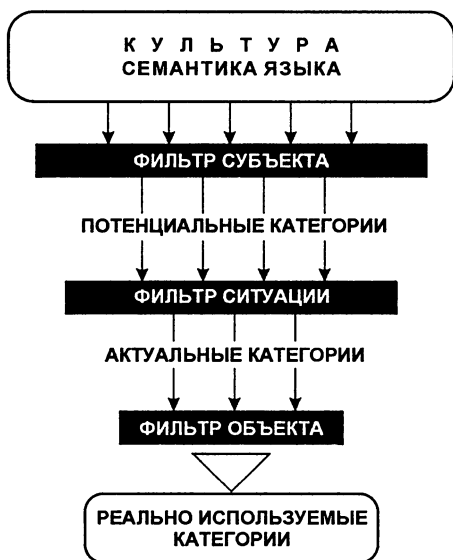 К У Л Ь Т У Р А
СЕМАНТИКА ЯЗЫКА
ФИЛЬТР СУБЪЕКТА
ПОТЕНЦИАЛЬНЫЕ КАТЕГОРИИ
ФИЛЬТР СИТУАЦИИ
АКТУАЛЬНЫЕ КАТЕГОРИИ
ФИЛЬТР ОБЪЕКТА
РЕАЛЬНО ИСПОЛЬЗУЕМЫЕ
КАТЕГОРИИ